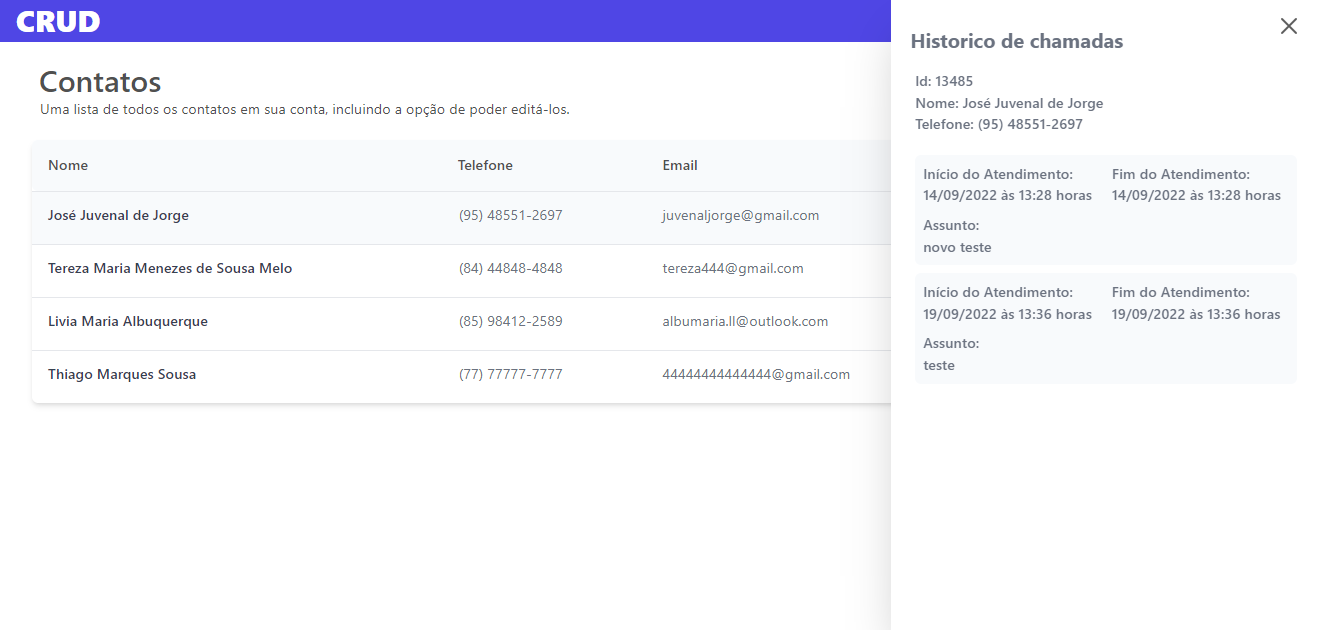 CRUD
Contatos
Uma lista de todos os contatos em sua conta, incluindo a opção de poder editá-los.
Nome Telefone Email
José Juvenal de Jorge (95) 48551-2697 juvenaljorge@gmail.com
Tereza Maria Menezes de Sousa Melo (84) 44848-4848 tereza444@gmail.com
Livia Maria Albuquerque (85) 98412-2589 albumaria.ll@outlook.com
Thiago Marques Sousa (77) 77777-7777 44444444444444@gmail.com
Historico de chamadas
Id: 13485
Nome: José Juvenal de Jorge
Telefone: (95) 48551-2697
Início do Atendimento: Fim do Atendimento:
14/09/2022 às 13:28 horas 14/09/2022 às 13:28 horas
Assunto:
novo teste
Início do Atendimento: Fim do Atendimento:
19/09/2022 às 13:36 horas 19/09/2022 às 13:36 horas
Assunto:
teste